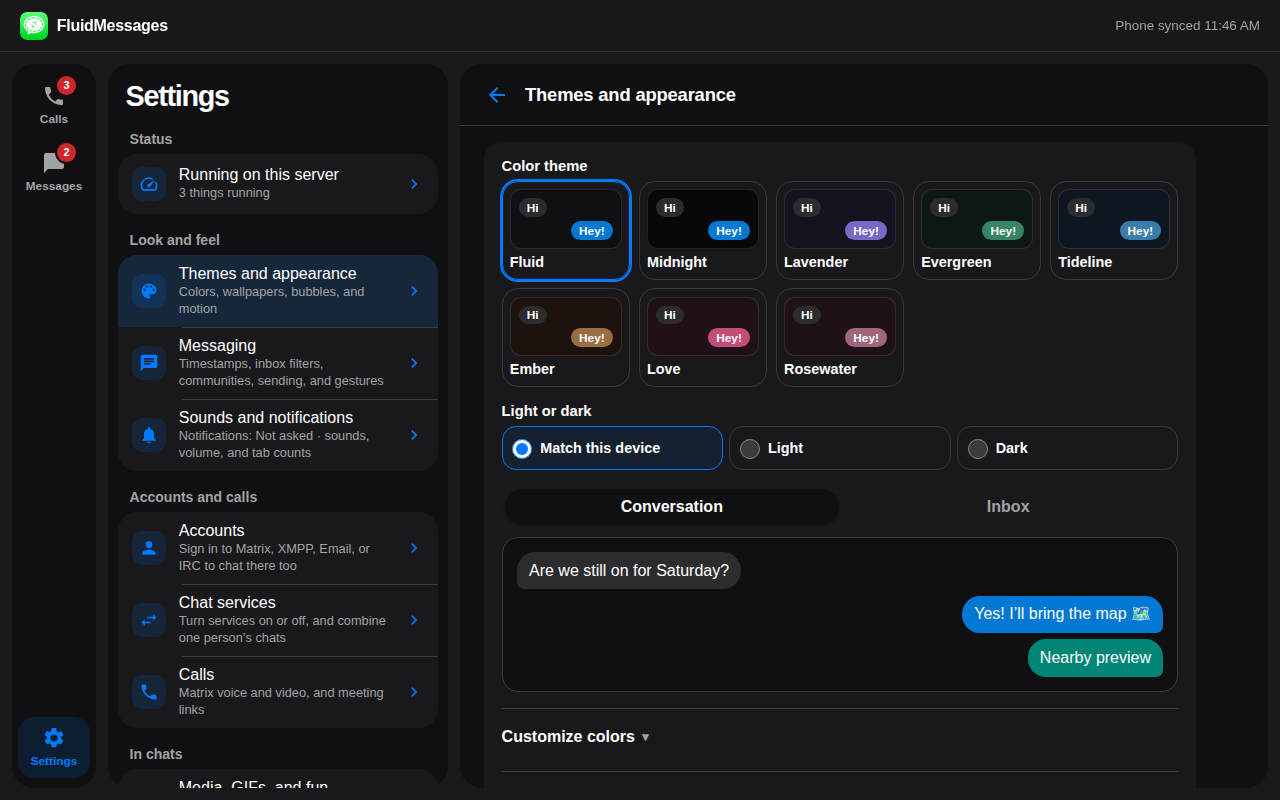 FluidMessages
Phone synced 11:46 AM
3
Calls
2
Messages
Settings
Settings
Status
Running on this server
3 things running
Look and feel
Themes and appearance
Colors, wallpapers, bubbles, and
motion
Messaging
Timestamps, inbox filters,
communities, sending, and gestures
Sounds and notifications
Notifications: Not asked · sounds,
volume, and tab counts
Accounts and calls
Accounts
Sign in to Matrix, XMPP, Email, or
IRC to chat there too
Chat services
Turn services on or off, and combine
one person’s chats
Calls
Matrix voice and video, and meeting
links
In chats
Media, GIFs, and fun
Themes and appearance
Color theme
Hi
Hey!
Fluid
Hi
Hey!
Midnight
Hi
Hey!
Lavender
Hi
Hey!
Evergreen
Hi
Hey!
Tideline
Hi
Hey!
Ember
Hi
Hey!
Love
Hi
Hey!
Rosewater
Light or dark
Match this device
Light
Dark
Conversation
Inbox
Are we still on for Saturday?
Yes! I’ll bring the map 🗺️
Nearby preview
Customize colors ▾